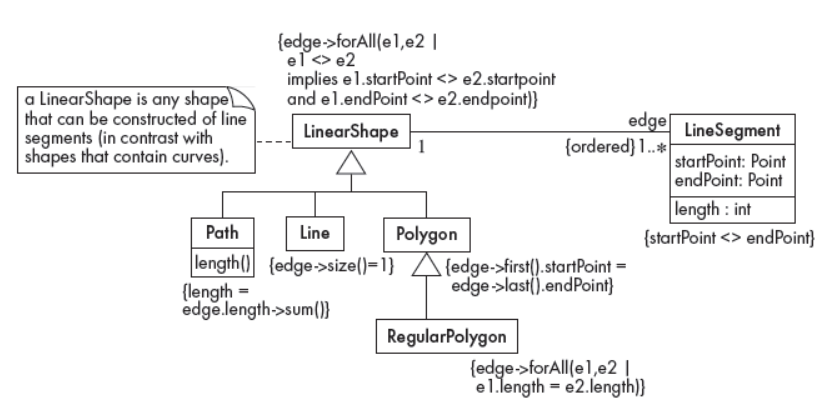 {edge->forAll(e1,e2 |
e1 <> e2
implies e1.startPoint <> e2.startpoint
and e1.endPoint <> e2.endpoint)}
a LinearShape is any shape
that can be constructed of line
segments (in contrast with
shapes that contain curves).
LinearShape
1
edge
{ordered}1..*
LineSegment
startPoint: Point
endPoint: Point
length : int
{startPoint <> endPoint}
Path
length()
{length =
edge.length->sum()}
Line
{edge->size()=1}
Polygon
{edge->first().startPoint =
edge->last().endPoint}
RegularPolygon
{edge->forAll(e1,e2 |
e1.length = e2.length)}